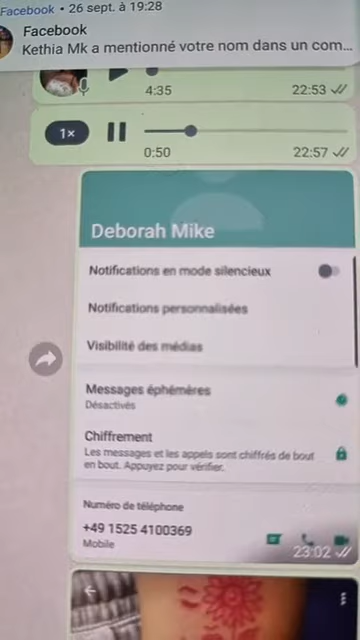 Facebook • 26 sept. à 19:28
Facebook
Kethia Mk a mentionné votre nom dans un com...
4:35
22:53
1×
0:50
22:57
Deborah Mike
Notifications en mode silencieux
Notifications personnalisées
Visibilité des médias
Messages éphémères
Désactivés
Chiffrement
Les messages et les appels sont chiffrés de bout
en bout. Appuyez pour vérifier.
Numéro de téléphone
+49 1525 4100369
Mobile
23:02